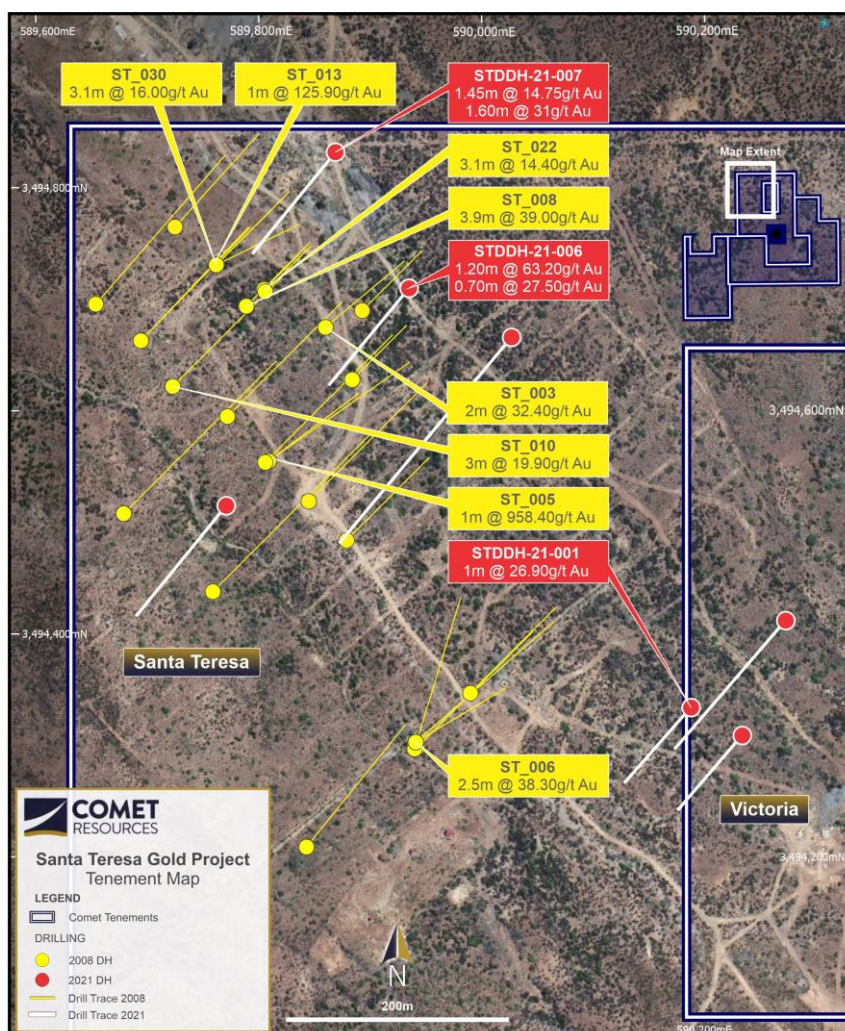 589,600mE
589,800mE
590,000mE
590,200mE
ST_030
3.1m @ 16.00g/t Au
ST_013
1m @ 125.90g/t Au
STDDH-21-007
1.45m @ 14.75g/t Au
1.60m @ 31g/t Au
ST_022
3.1m @ 14.40g/t Au
Map Extent
3,494,800mN
ST_008
3.9m @ 39.00g/t Au
STDDH-21-006
1.20m @ 63.20g/t Au
0.70m @ 27.50g/t Au
ST_003
2m @ 32.40g/t Au
3,494,600mN
ST_010
3m @ 19.90g/t Au
ST_005
1m @ 958.40g/t Au
STDDH-21-001
1m @ 26.90g/t Au
3,494,400mN
Santa Teresa
ST_006
2.5m @ 38.30g/t Au
Victoria
COMET
RESOURCES
Santa Teresa Gold Project
Tenement Map
LEGEND
Comet Tenements
DRILLING
2008 DH
2021 DH
Drill Trace 2008
Drill Trace 2021
3,494,200mN
N
200m
590,200mE